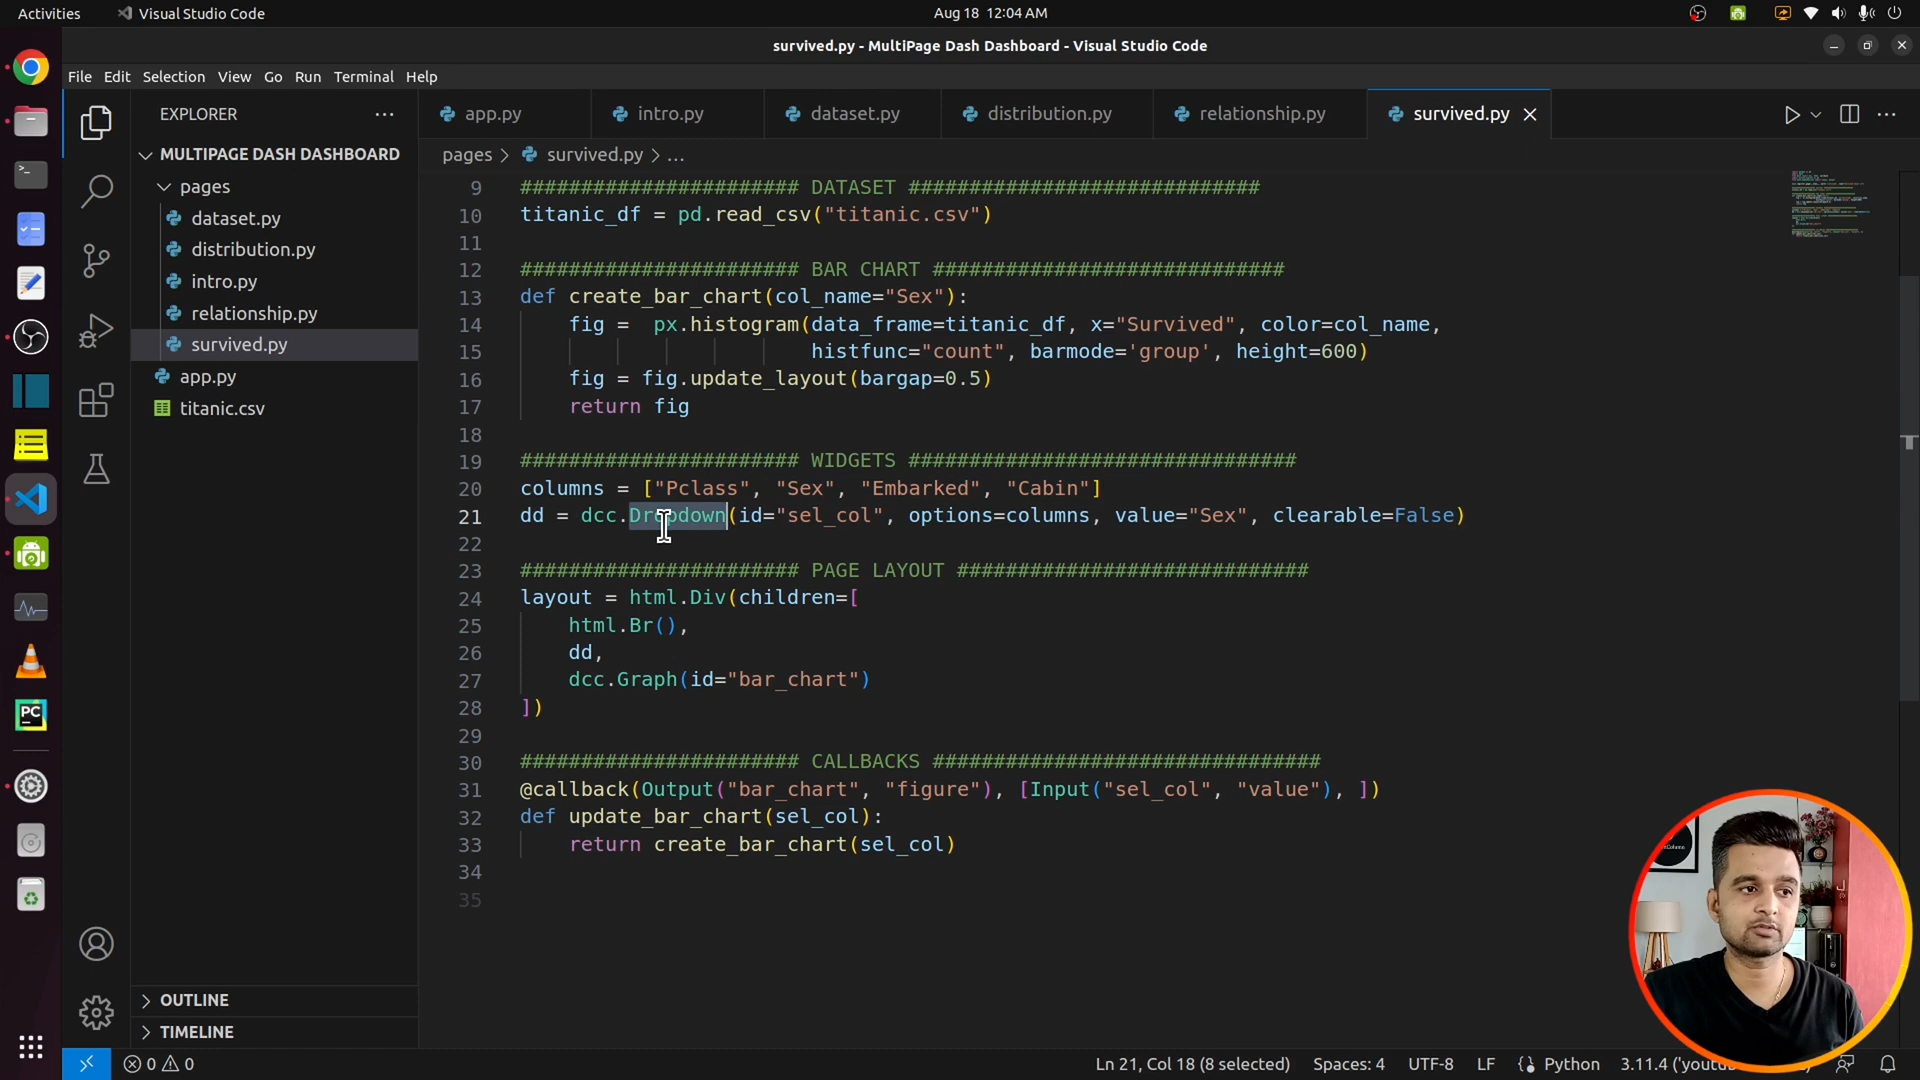 Activities
Visual Studio Code
Aug 18 12:04 AM
survived.py - MultiPage Dash Dashboard - Visual Studio Code
File Edit Selection View Go Run Terminal Help
EXPLORER
app.py
intro.py
dataset.py
distribution.py
relationship.py
survived.py
MULTIPAGE DASH DASHBOARD
pages
dataset.py
distribution.py
intro.py
relationship.py
survived.py
app.py
titanic.csv
OUTLINE
TIMELINE
pages > survived.py > ...
9 ####################### DATASET #############################
10 titanic_df = pd.read_csv("titanic.csv")
11
12 ####################### BAR CHART #############################
13 def create_bar_chart(col_name="Sex"):
14     fig =  px.histogram(data_frame=titanic_df, x="Survived", color=col_name,
15                         histfunc="count", barmode='group', height=600)
16     fig = fig.update_layout(bargap=0.5)
17     return fig
18
19 ####################### WIDGETS ################################
20 columns = ["Pclass", "Sex", "Embarked", "Cabin"]
21 dd = dcc.Dropdown(id="sel_col", options=columns, value="Sex", clearable=False)
22
23 ####################### PAGE LAYOUT #############################
24 layout = html.Div(children=[
25     html.Br(),
26     dd,
27     dcc.Graph(id="bar_chart")
28 ])
29
30 ####################### CALLBACKS ################################
31 @callback(Output("bar_chart", "figure"), [Input("sel_col", "value"), ])
32 def update_bar_chart(sel_col):
33     return create_bar_chart(sel_col)
34
35
0 0
Ln 21, Col 18 (8 selected)
Spaces: 4
UTF-8
LF
Python
3.11.4 ('youtu
PC